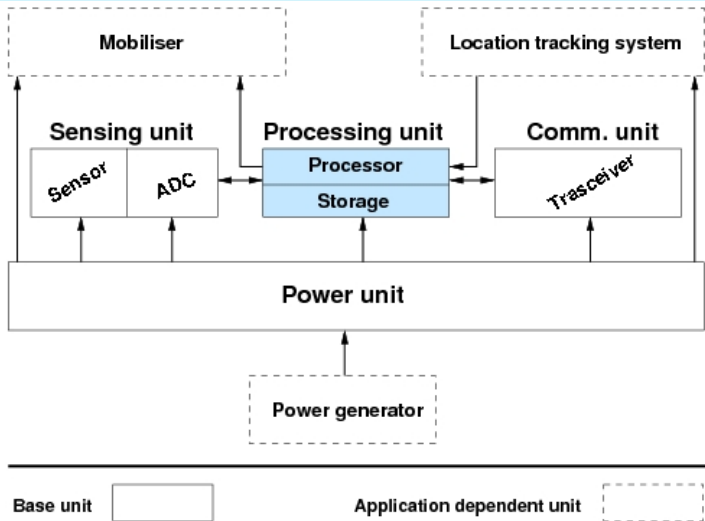 Mobiliser
Location tracking system
Sensing unit
Processing unit
Comm. unit
Sensor
ADC
Processor
Storage
Trasceiver
Power unit
Power generator
Base unit
Application dependent unit